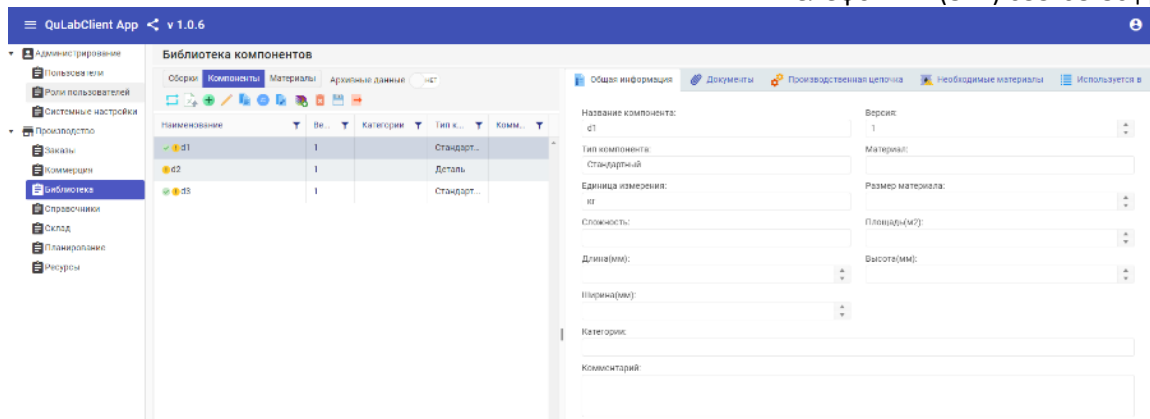 QuLabClient App v 1.0.6
Администрирование
Пользователи
Роли пользователей
Системные настройки
Производство
Заказы
Коммерция
Библиотека
Справочники
Склад
Планирование
Ресурсы
Библиотека компонентов
Сборки Компоненты Материалы Архивные данные НЕТ
Наименование Ве... Категории Тип к... Комм...
d1 1 Стандарт...
d2 1 Деталь
d3 1 Стандарт...
Общая информация Документы Производственная цепочка Необходимые материалы Используется в
Название компонента: Версия:
d1 1
Тип компонента: Материал:
Стандартный
Единица измерения: Размер материала:
кг
Сложность: Площадь(м2):
Длина(мм): Высота(мм):
Ширина(мм):
Категории:
Комментарий: